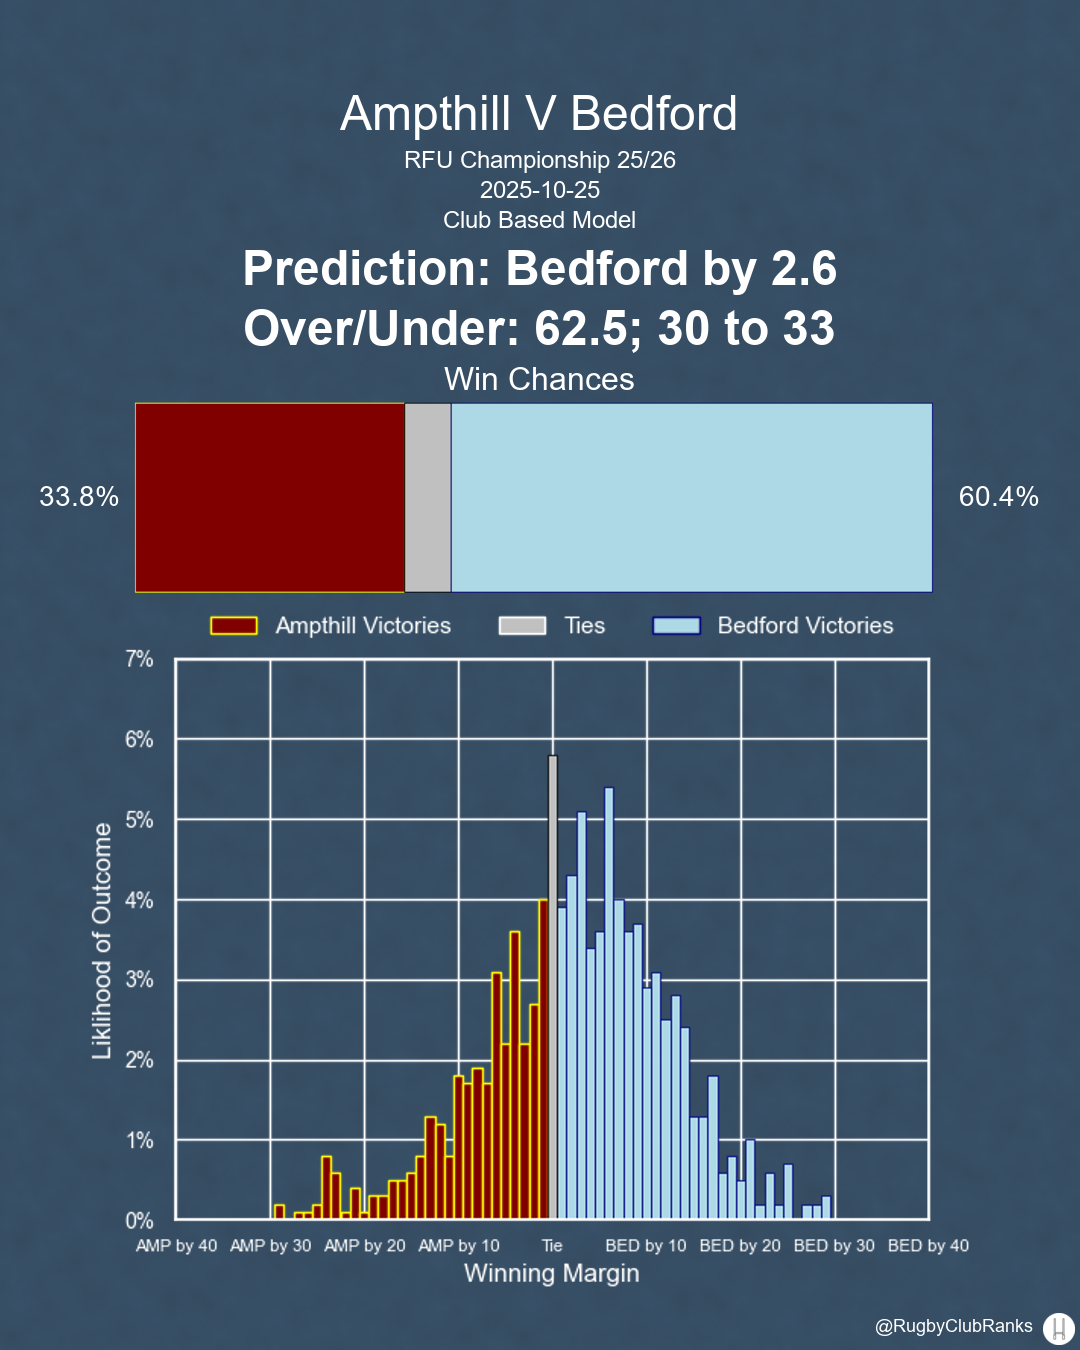 Ampthill V Bedford
RFU Championship 25/26
2025-10-25
Club Based Model
Prediction: Bedford by 2.6
Over/Under: 62.5; 30 to 33
Win Chances
33.8%
60.4%
Ampthill Victories
Ties
Bedford Victories
7%
6%
5%
4%
3%
2%
1%
0%
Liklihood of Outcome
AMP by 40 AMP by 30 AMP by 20 AMP by 10 Tie BED by 10 BED by 20 BED by 30 BED by 40
Winning Margin
@RugbyClubRanks